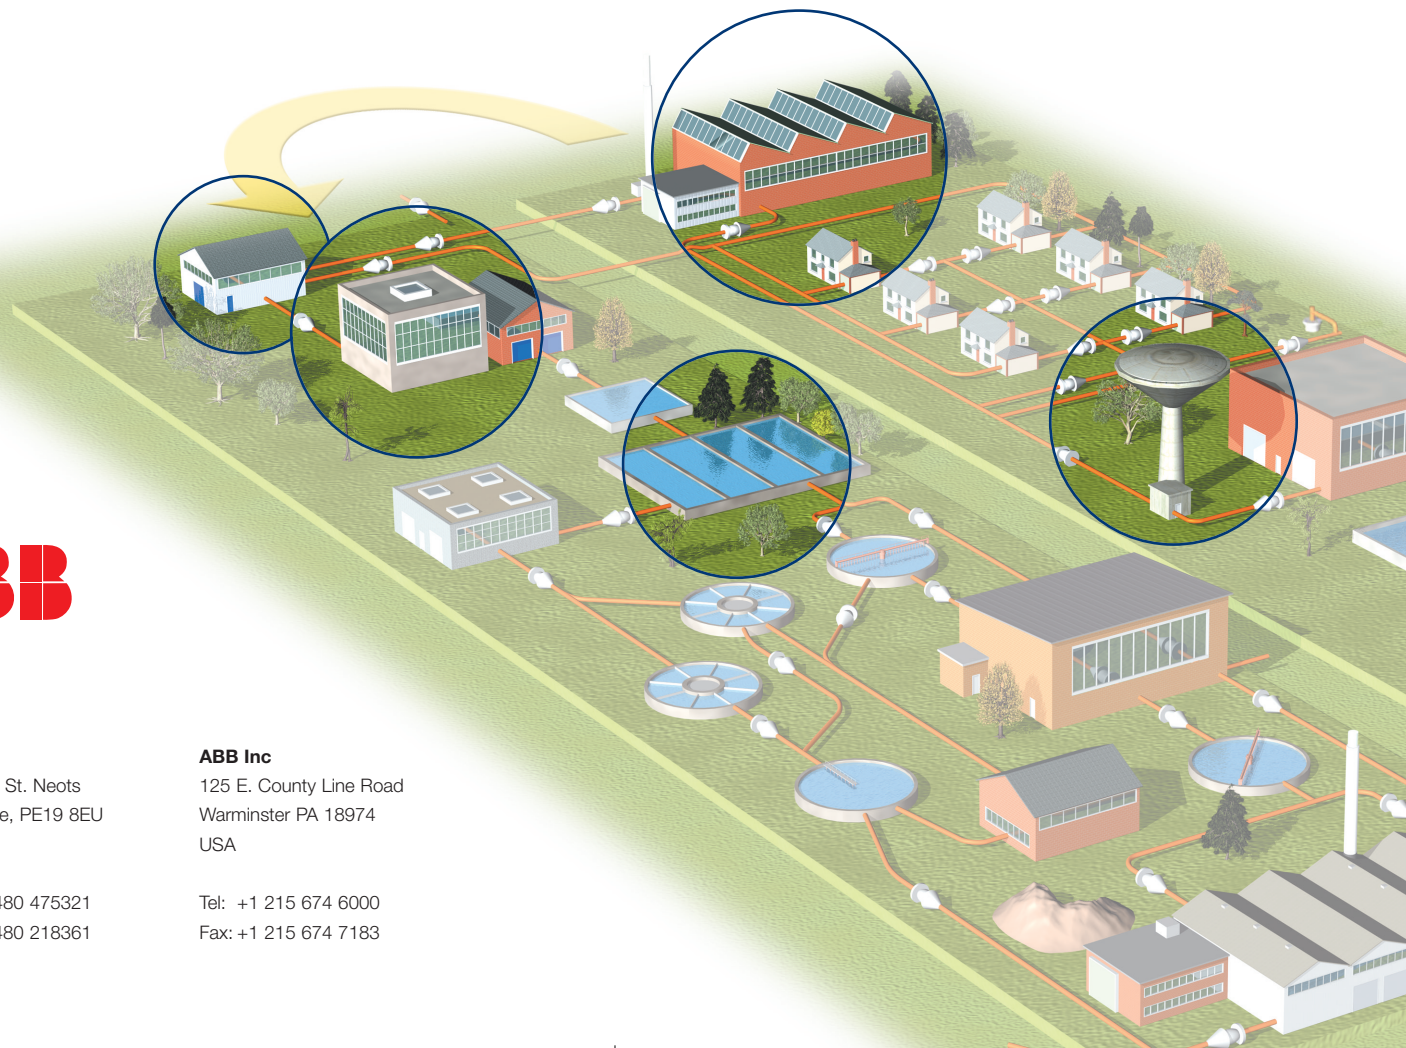 BB
St. Neots
e, PE19 8EU
480 475321
480 218361
ABB Inc
125 E. County Line Road
Warminster PA 18974
USA
Tel: +1 215 674 6000
Fax: +1 215 674 7183